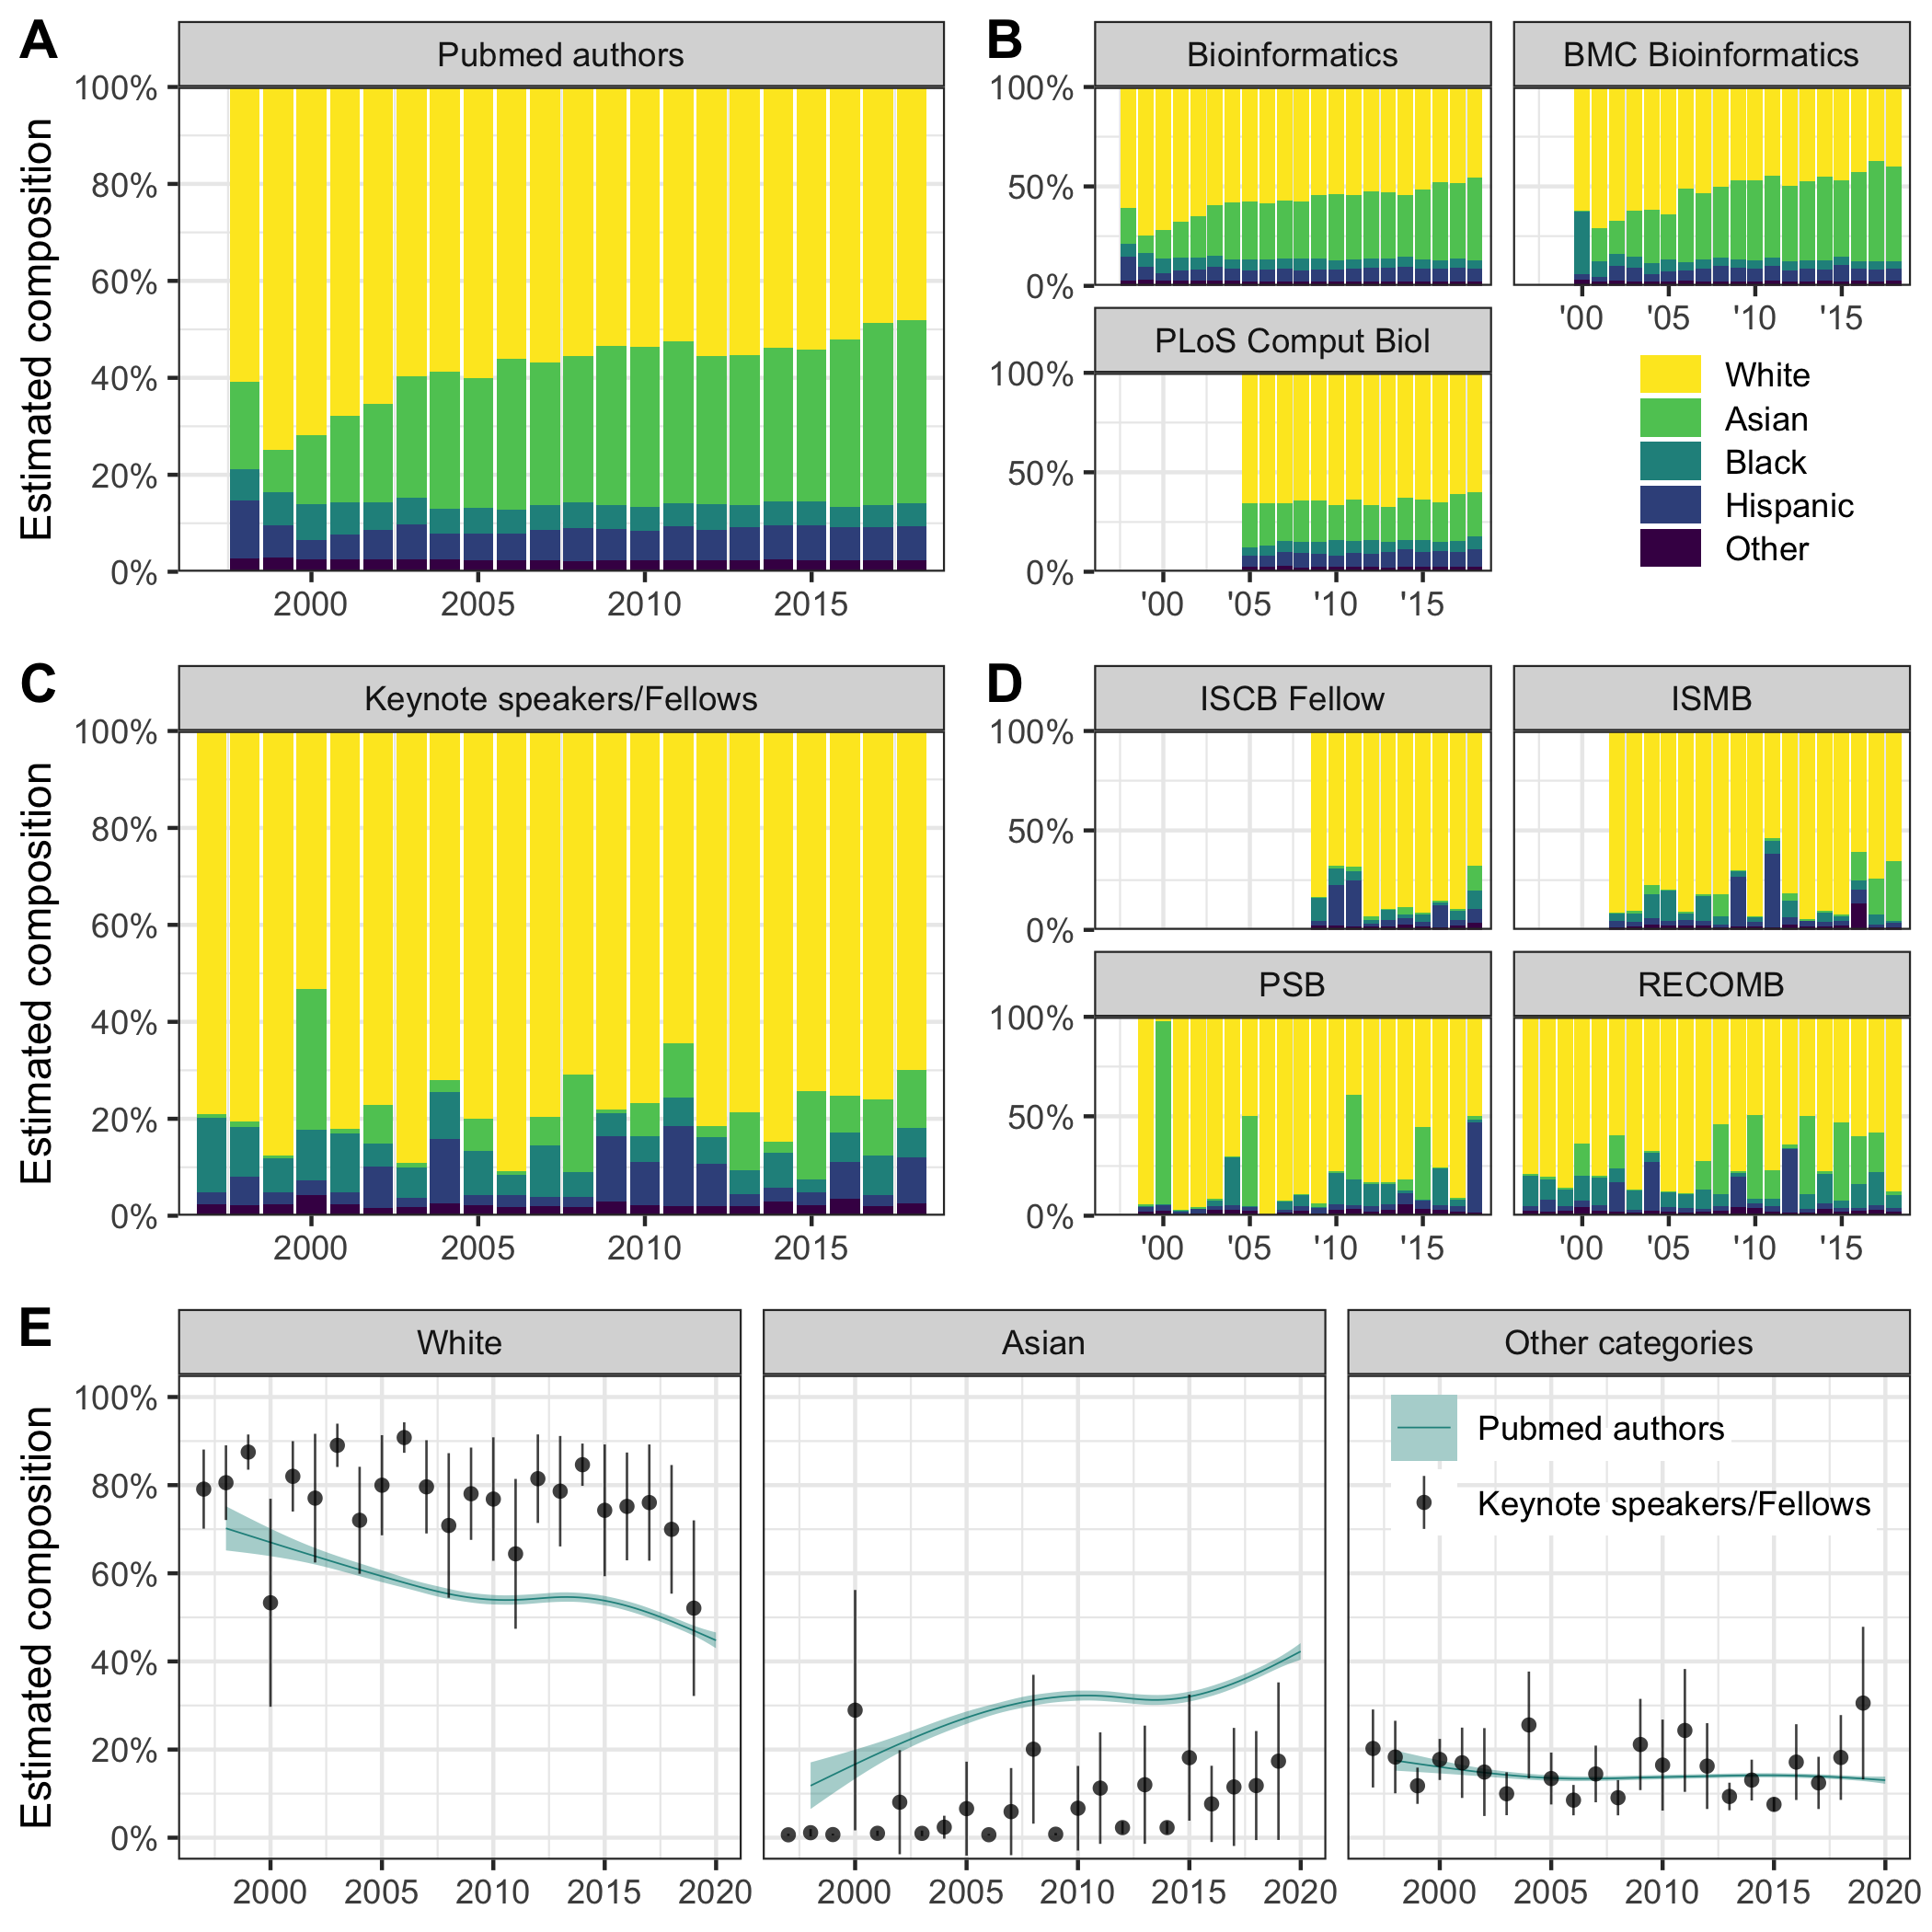 A
Pubmed authors
Estimated composition
100%
80%
60%
40%
20%
0%
2000 2005 2010 2015
B
Bioinformatics
BMC Bioinformatics
100%
50%
0%
'00 '05 '10 '15
PLoS Comput Biol
100%
50%
0%
'00 '05 '10 '15
White
Asian
Black
Hispanic
Other
C
Keynote speakers/Fellows
Estimated composition
100%
80%
60%
40%
20%
0%
2000 2005 2010 2015
D
ISCB Fellow
ISMB
100%
50%
0%
PSB
RECOMB
100%
50%
0%
'00 '05 '10 '15
'00 '05 '10 '15
E
White
Asian
Other categories
Estimated composition
100%
80%
60%
40%
20%
0%
Pubmed authors
Keynote speakers/Fellows
2000 2005 2010 2015 2020
2000 2005 2010 2015 2020
2000 2005 2010 2015 2020